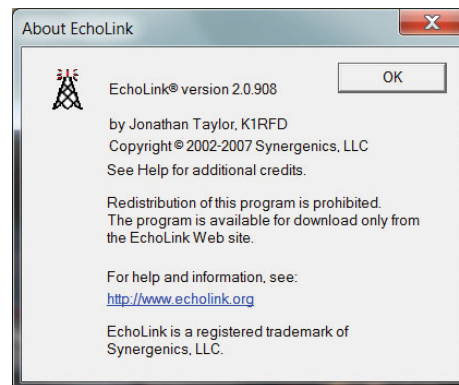 About EchoLink
OK
EchoLink® version 2.0.908
by Jonathan Taylor, K1RFD
Copyright © 2002-2007 Synergenics, LLC
See Help for additional credits.
Redistribution of this program is prohibited.
The program is available for download only from
the EchoLink Web site.
For help and information, see:
http://www.echolink.org
EchoLink is a registered trademark of
Synergenics, LLC.